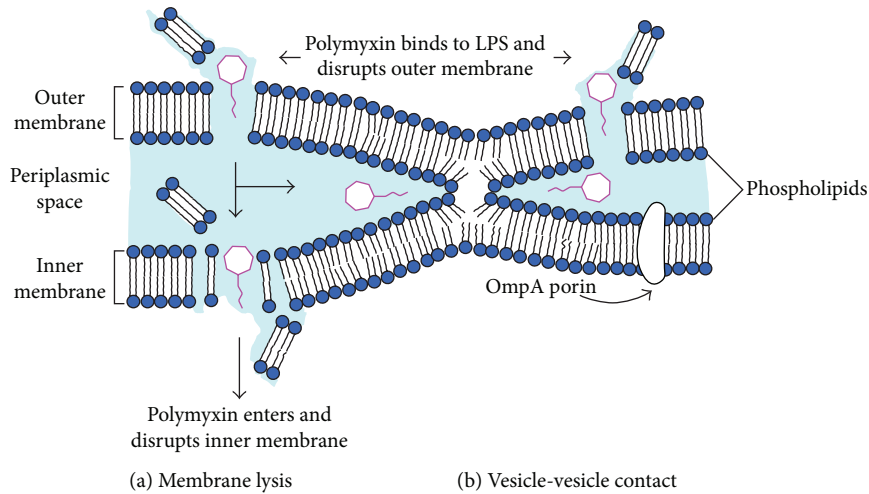 Polymyxin binds to LPS and
disrupts outer membrane
Outer
membrane
Periplasmic
space
Phospholipids
Inner
membrane
OmpA porin
Polymyxin enters and
disrupts inner membrane
(a) Membrane lysis
(b) Vesicle-vesicle contact